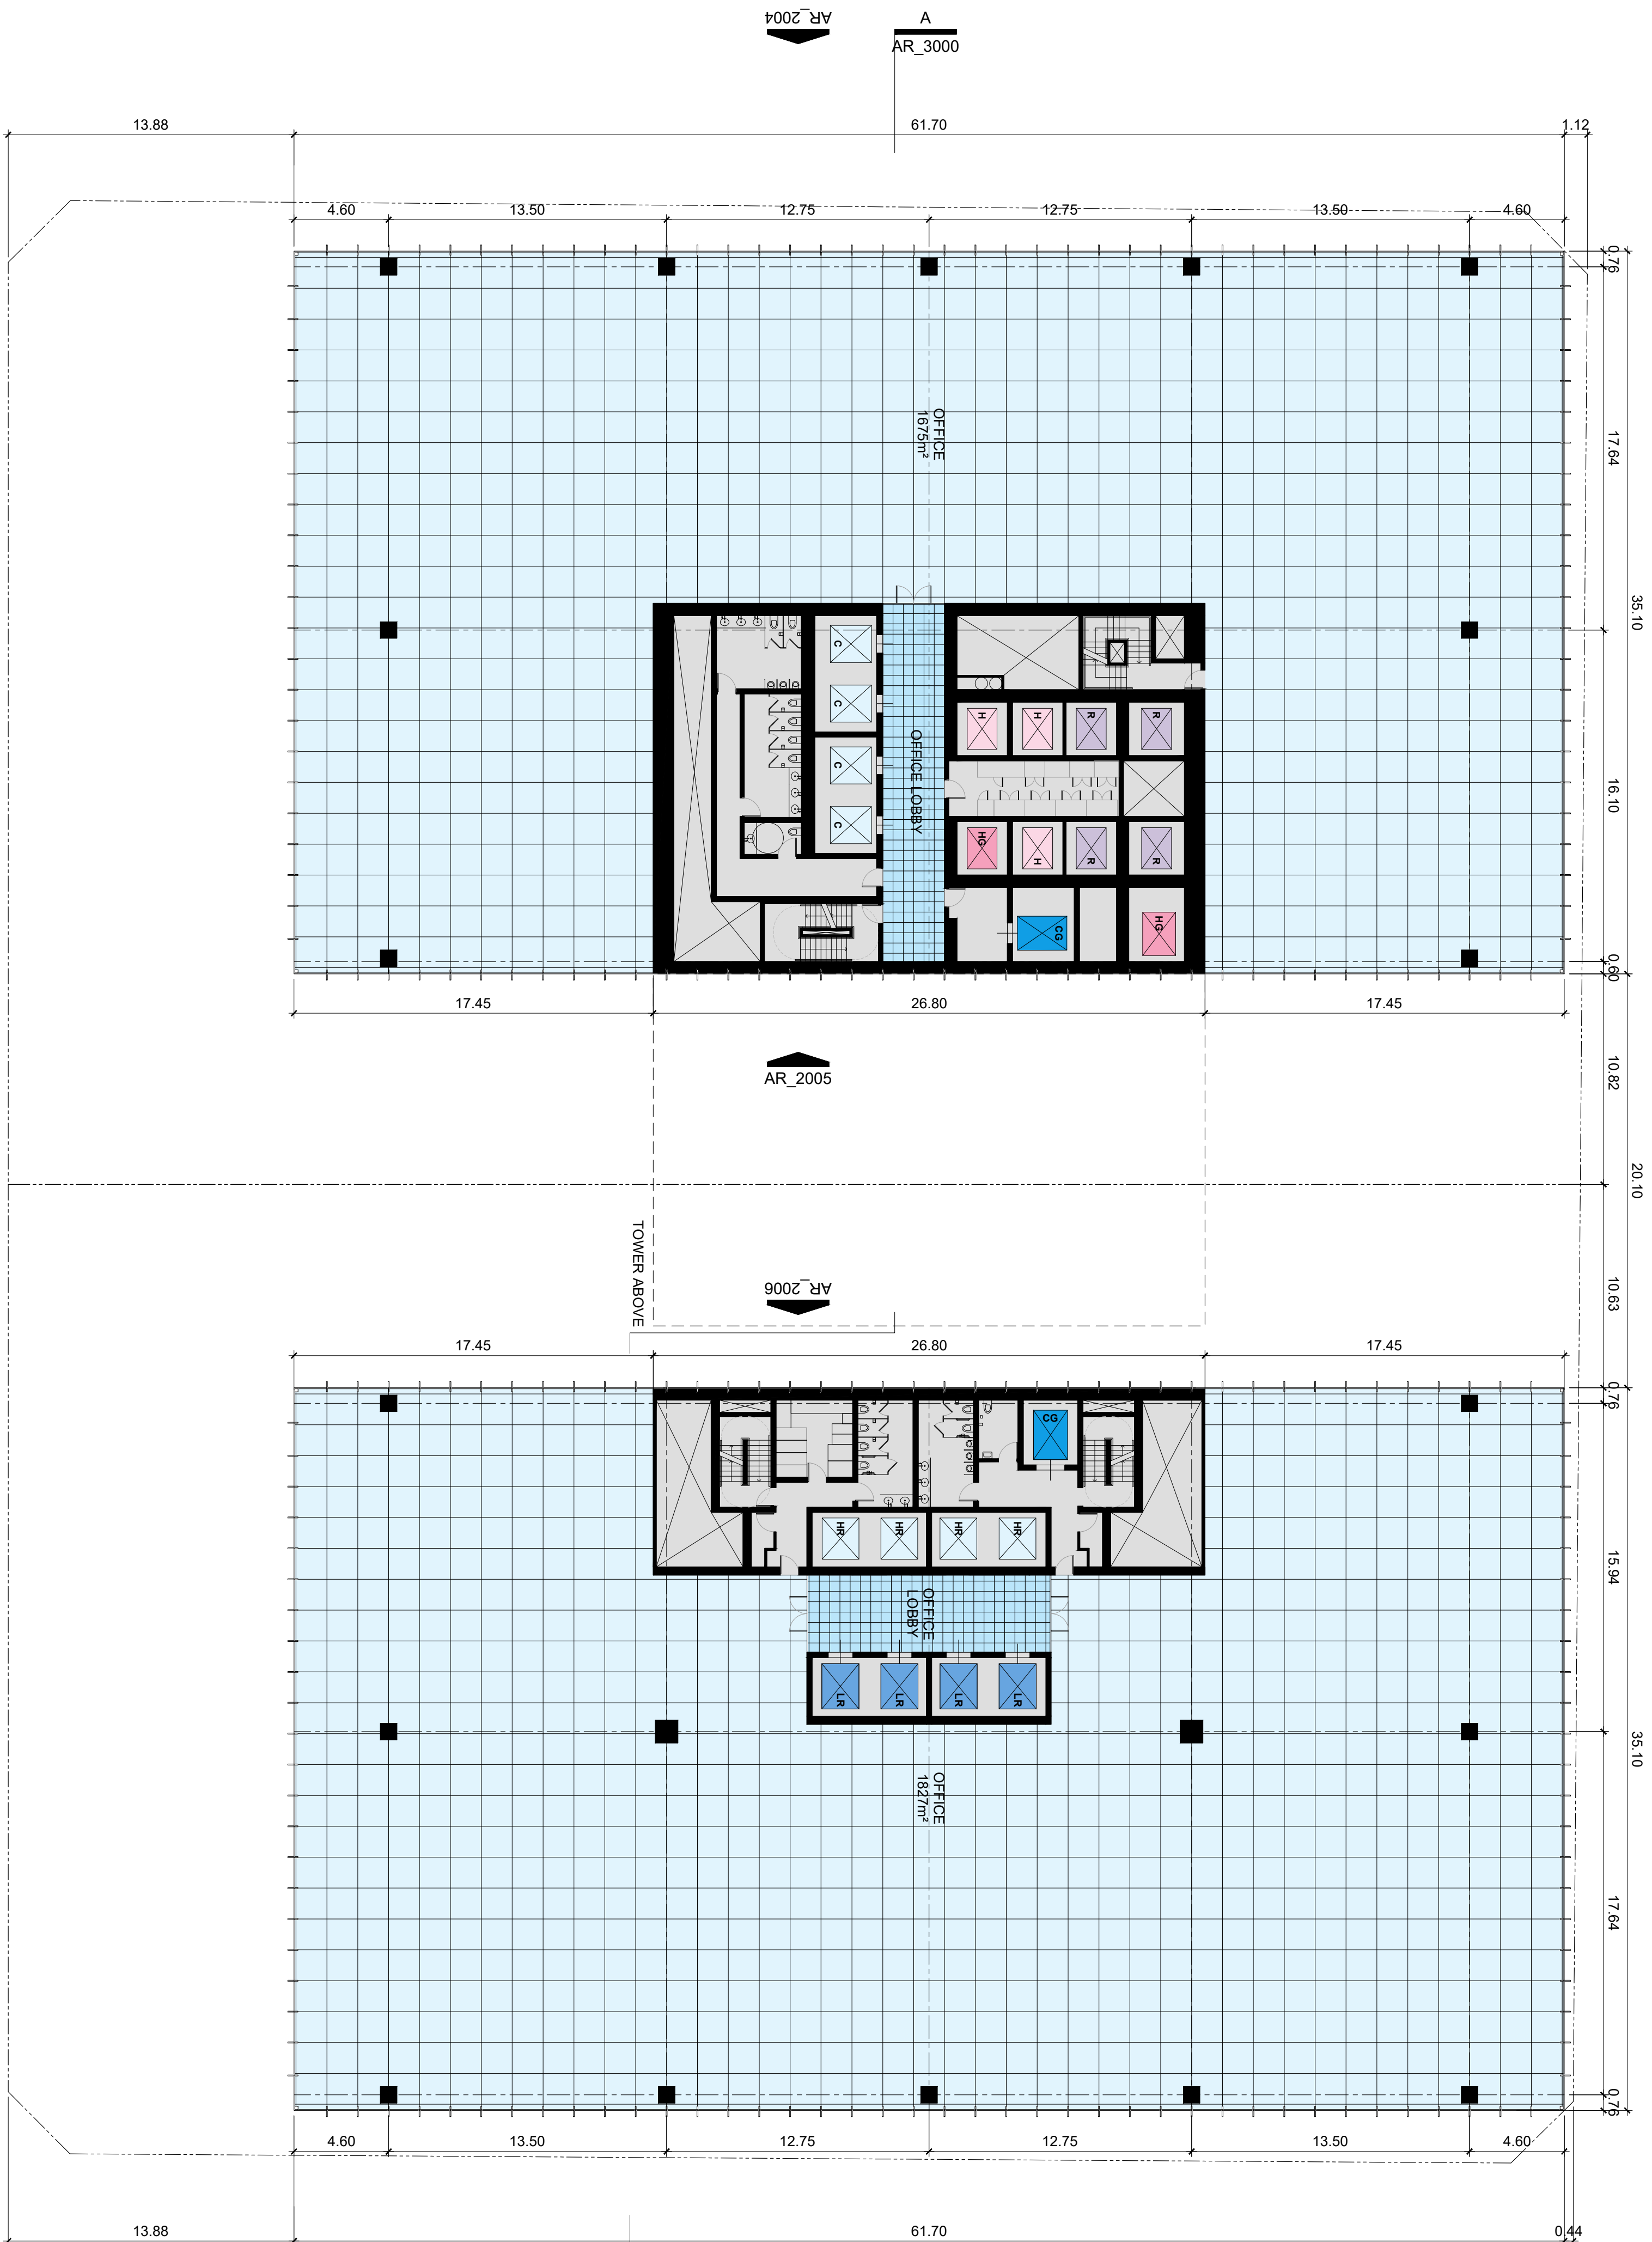 AR_2004
A
AR_3000
13.88
61.70
1.12
4.60
13.50
12.75
12.75
13.50
4.60
0.76
17.64
35.10
16.10
0.60
OFFICE
1675m²
OFFICE LOBBY
C
C
C
C
H
H
R
R
HG
H
R
R
CG
HG
17.45
26.80
17.45
AR_2005
10.82
20.10
10.63
TOWER ABOVE
AR_2006
17.45
26.80
17.45
0.76
15.94
35.10
17.64
0.76
CG
HR
HR
HR
HR
OFFICE
LOBBY
LR
LR
LR
LR
OFFICE
1827m²
4.60
13.50
12.75
12.75
13.50
4.60
13.88
61.70
0.44